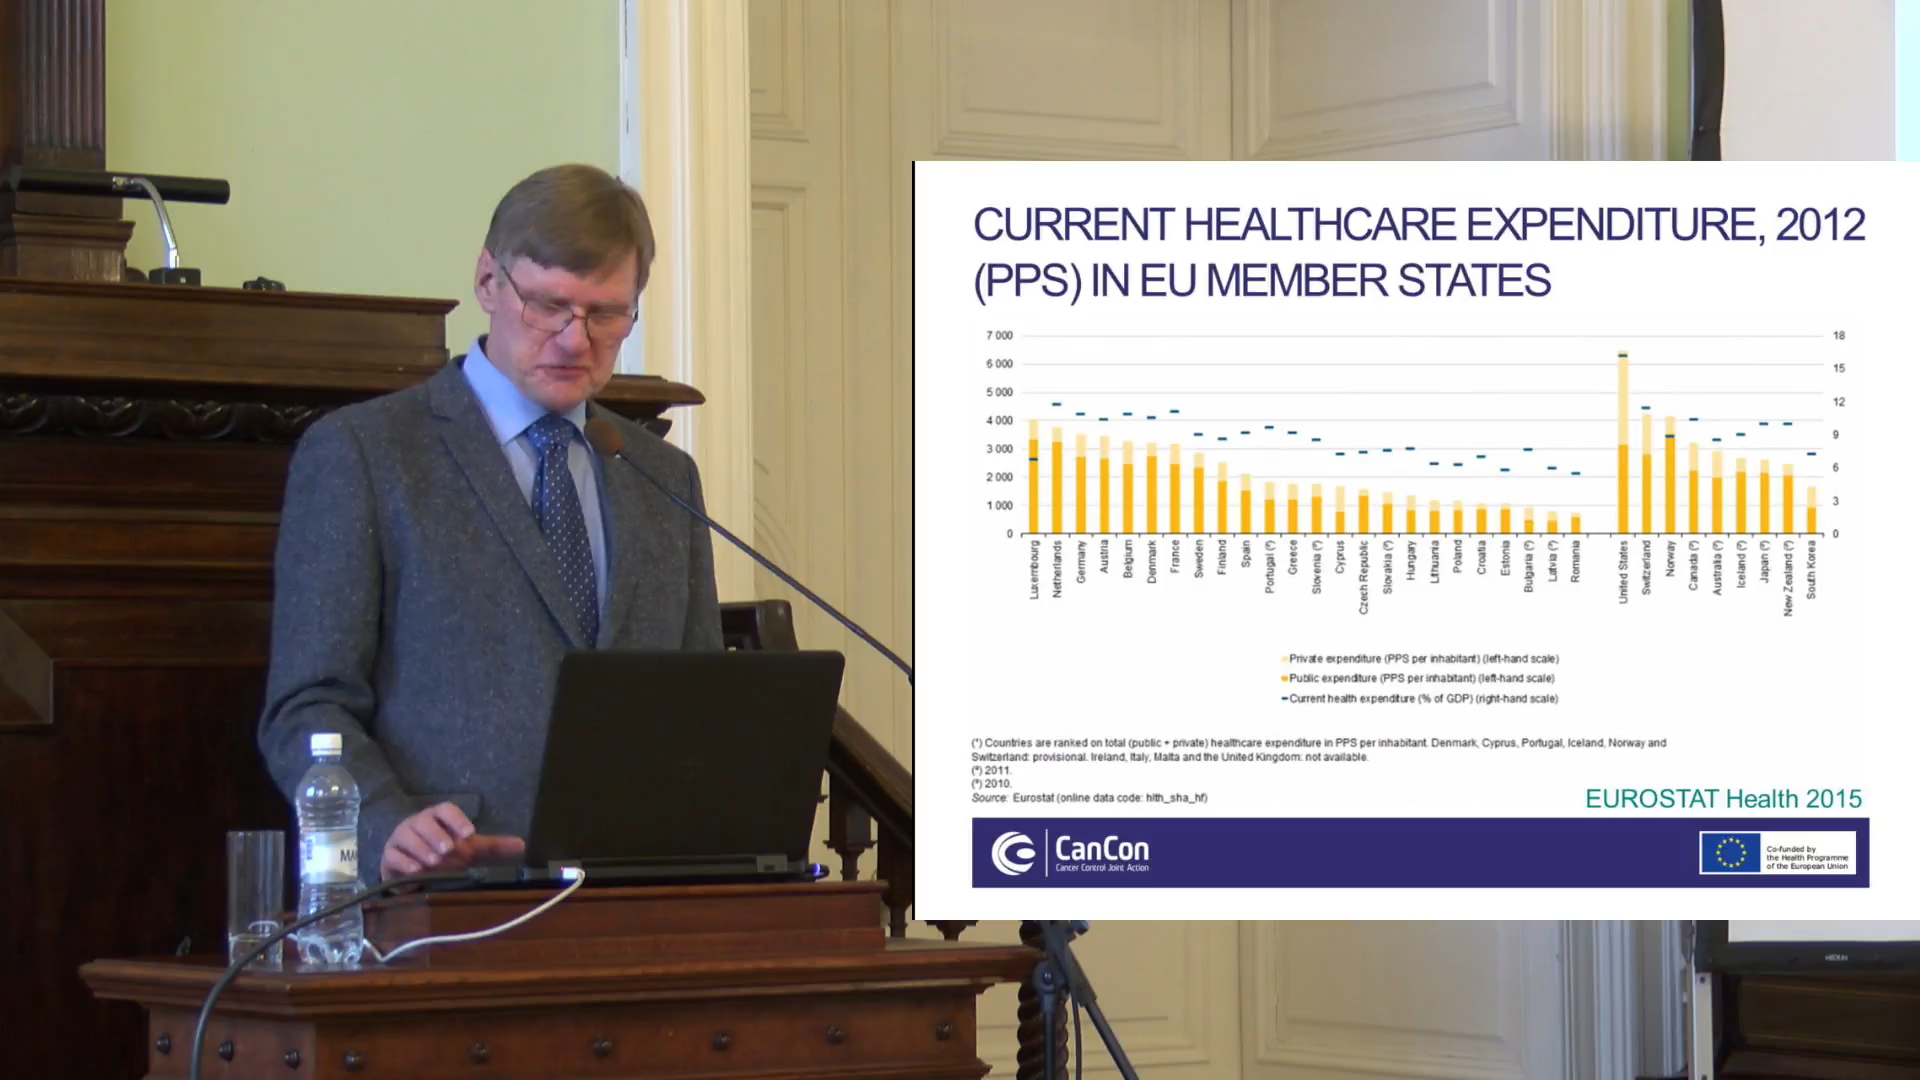 CURRENT HEALTHCARE EXPENDITURE, 2012
(PPS) IN EU MEMBER STATES
7 000
6 000
5 000
4 000
3 000
2 000
1 000
0
18
15
12
9
6
3
0
Luxembourg
Netherlands
Germany
Austria
Belgium
Denmark
France
Sweden
Finland
Spain
Portugal (²)
Greece
Slovenia (²)
Cyprus
Czech Republic
Slovakia (²)
Hungary
Lithuania
Poland
Croatia
Estonia
Bulgaria (²)
Latvia (²)
Romania
United States
Switzerland
Norway
Canada (²)
Australia (²)
Iceland (²)
Japan (²)
New Zealand (²)
South Korea
Private expenditure (PPS per inhabitant) (left-hand scale)
Public expenditure (PPS per inhabitant) (left-hand scale)
Current health expenditure (% of GDP) (right-hand scale)
(¹) Countries are ranked on total (public + private) healthcare expenditure in PPS per inhabitant. Denmark, Cyprus, Portugal, Iceland, Norway and
Switzerland: provisional. Ireland, Italy, Malta and the United Kingdom: not available.
(²) 2011.
(³) 2010.
Source: Eurostat (online data code: hlth_sha_hf)
EUROSTAT Health 2015
CanCon
Cancer Control Joint Action
Co-funded by
the Health Programme
of the European Union